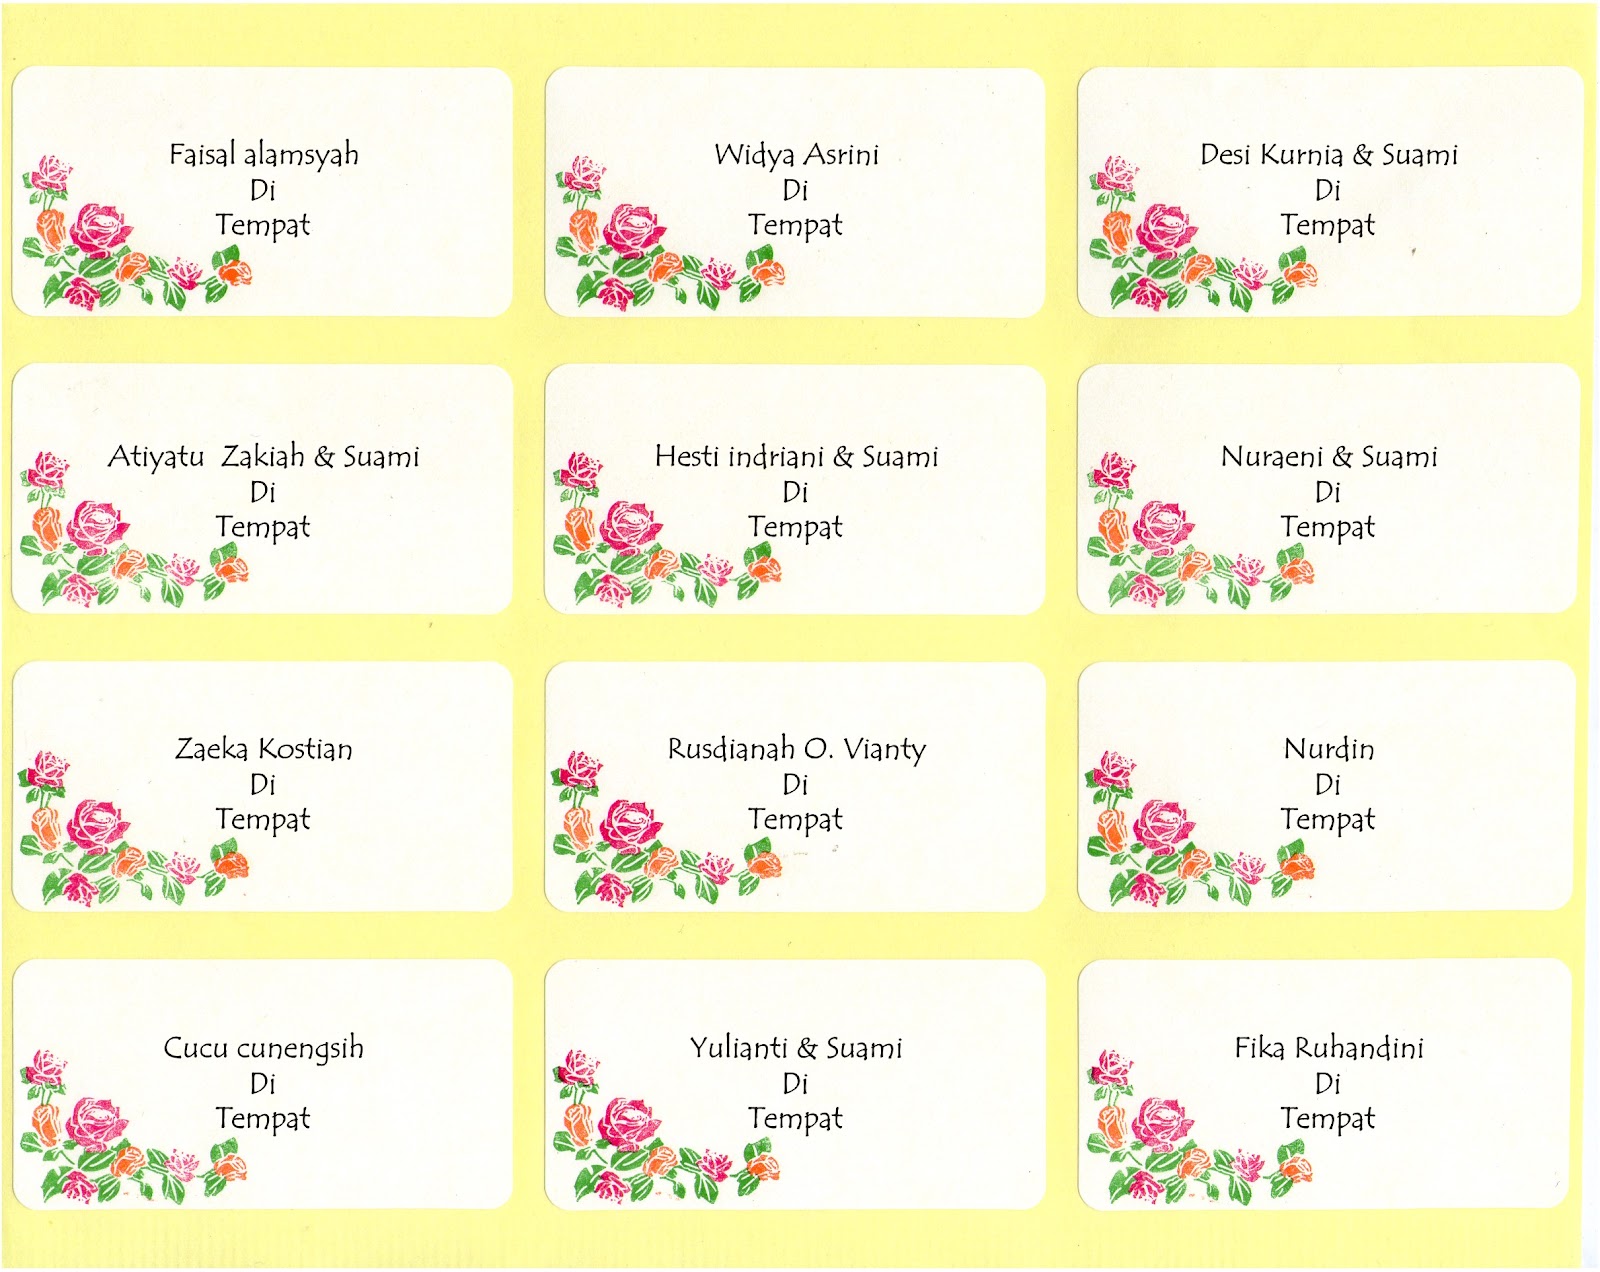 Faisal alamsyah
Di
Tempat
Widya Asrini
Di
Tempat
Desi Kurnia & Suami
Di
Tempat
Atiyatu Zakiah & Suami
Di
Tempat
Hesti indriani & Suami
Di
Tempat
Nuraeni & Suami
Di
Tempat
Zaeka Kostian
Di
Tempat
Rusdianah O. Vianty
Di
Tempat
Nurdin
Di
Tempat
Cucu cunengsih
Di
Tempat
Yulianti & Suami
Di
Tempat
Fika Ruhandini
Di
Tempat